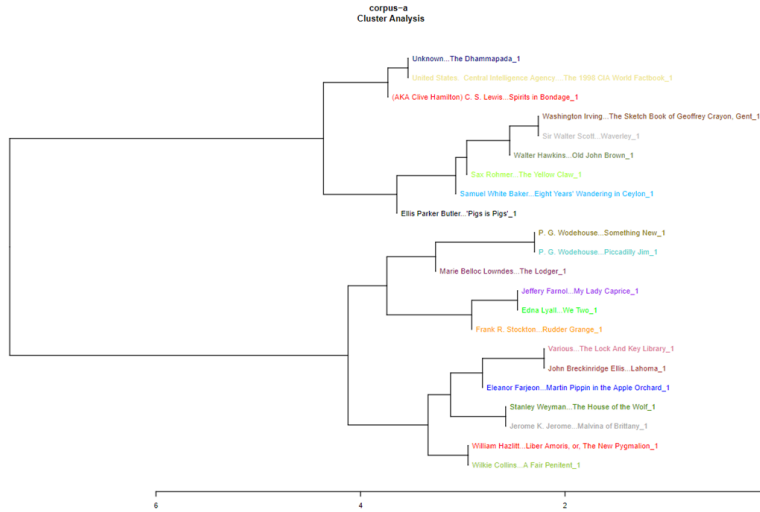 corpus-a
Cluster Analysis
Unknown...The Dhammapada_1
United States. Central Intelligence Agency...The 1995 CIA World Factbook_1
(AKA Clive Hamilton) C. S. Lewis...Spirits in Bondage_1
Washington Irving...The Sketch Book of Geoffrey Crayon, Gent_1
Sir Walter Scott...Waverley_1
Walter Hawkins...Old John Brown_1
Sax Rohmer...The Yellow Claw_1
Samuel White Baker...Eight Years' Wandering in Ceylon_1
Ellis Parker Butler...'Pigs is Pigs'_1
P. G. Wodehouse...Something New_1
P. G. Wodehouse...Piccadilly Jim_1
Marie Belloc Lowndes...The Lodger_1
Jeffery Farnol...My Lady Caprice_1
Edna Lyall...We Two_1
Frank R. Stockton...Rudder Grange_1
Various...The Lock And Key Library_1
John Breckinridge Ellis...Lahoma_1
Eleanor Farjeon...Martin Pippin in the Apple Orchard_1
Stanley Weyman...The House of the Wolf_1
Jerome K. Jerome...Malvina of Brittany_1
William Hazlitt...Liber Amoris, or, The New Pygmalion_1
Wilkie Collins...A Fair Penitent_1
6 4 2